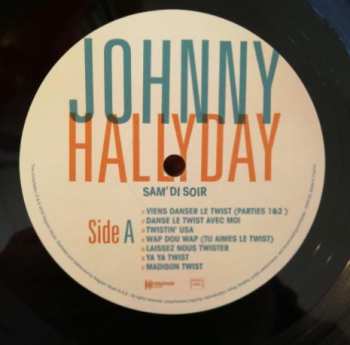 JOHNNY
HALLYDAY
SAM' DI SOIR
Side A
VIENS DANSER LE TWIST (PARTIES 1&2)
DANSE LE TWIST AVEC MOI
TWISTIN' USA
WAP DOU WAP (TU AIMES LE TWIST)
LAISSEZ NOUS TWISTER
YA YA TWIST
MADISON TWIST